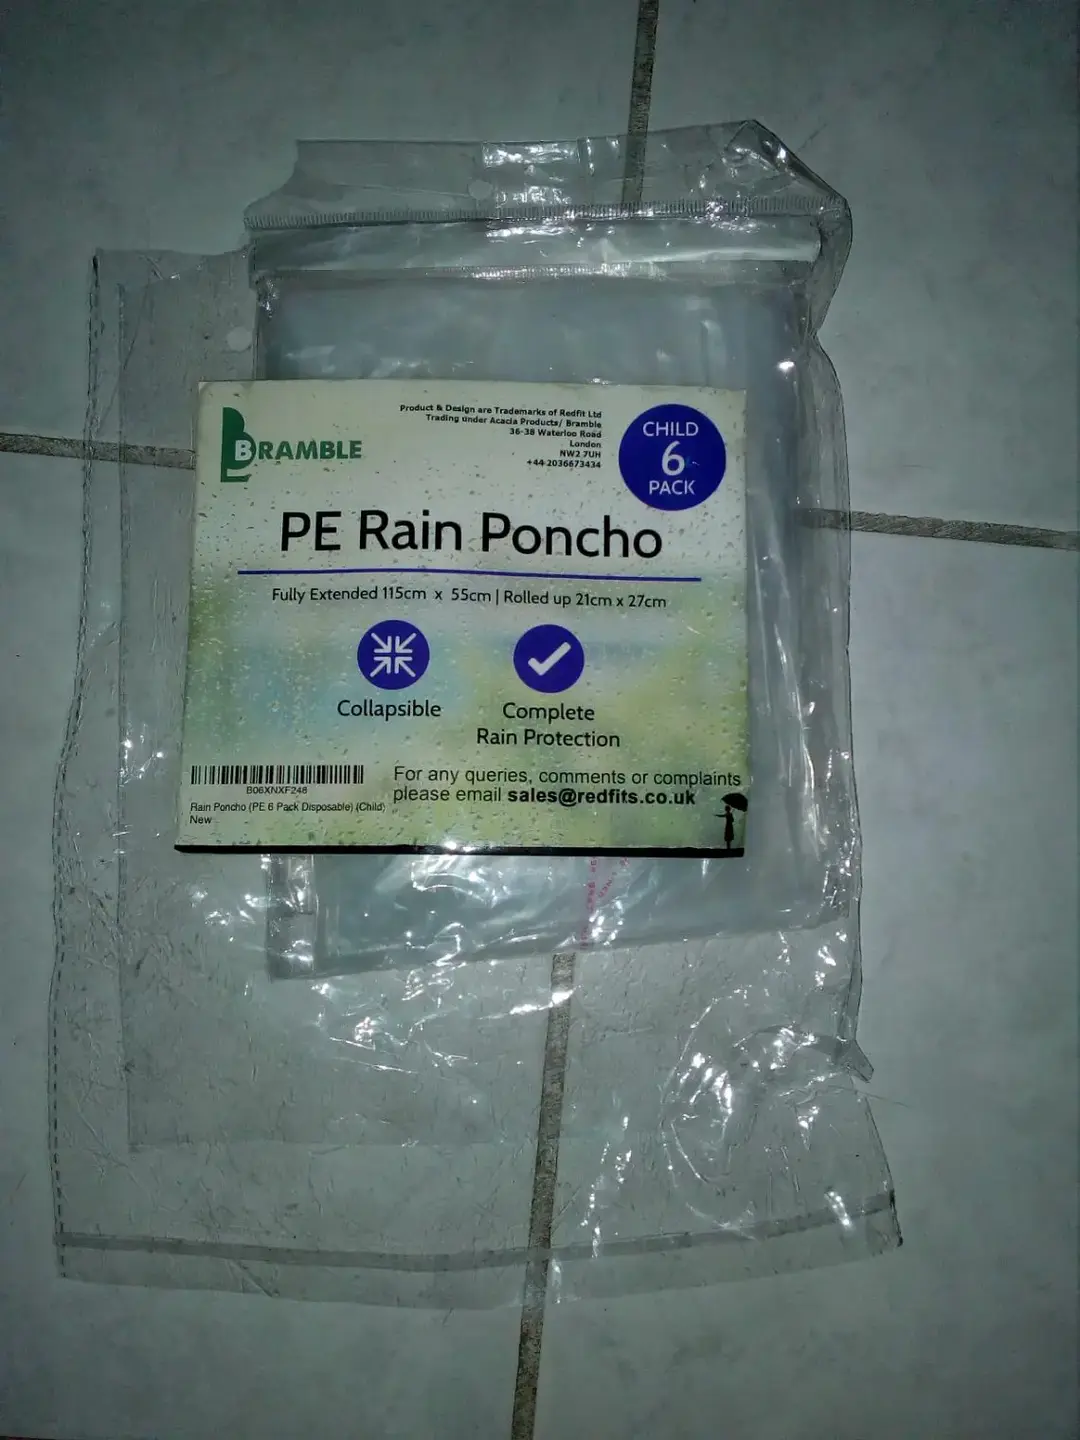 BRAMBLE
Product & Design are Trademarks of Redfit Ltd
Trading under Acacia Products/ Bramble
36-38 Waterloo Road
London
NW2 7UH
+44 2036673434
CHILD
6
PACK
PE Rain Poncho
Fully Extended 115cm x 55cm | Rolled up 21cm x 27cm
Collapsible
Complete
Rain Protection
B06XNXF248
Rain Poncho (PE 6 Pack Disposable) (Child)
New
For any queries, comments or complaints
please email sales@redfits.co.uk